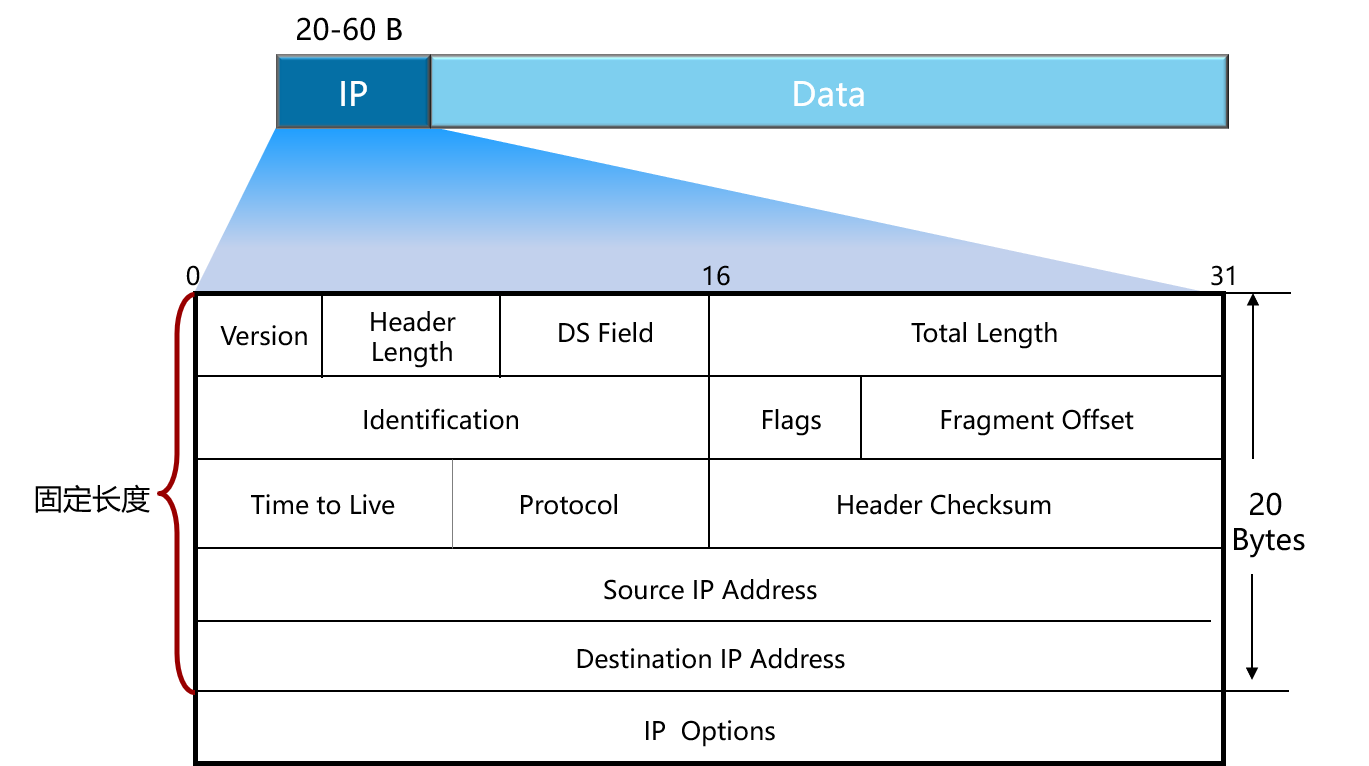 20-60 B
IP
Data
0
16
31
Version
Header
Length
DS Field
Total Length
Identification
Flags
Fragment Offset
固定长度
Time to Live
Protocol
Header Checksum
20
Bytes
Source IP Address
Destination IP Address
IP Options